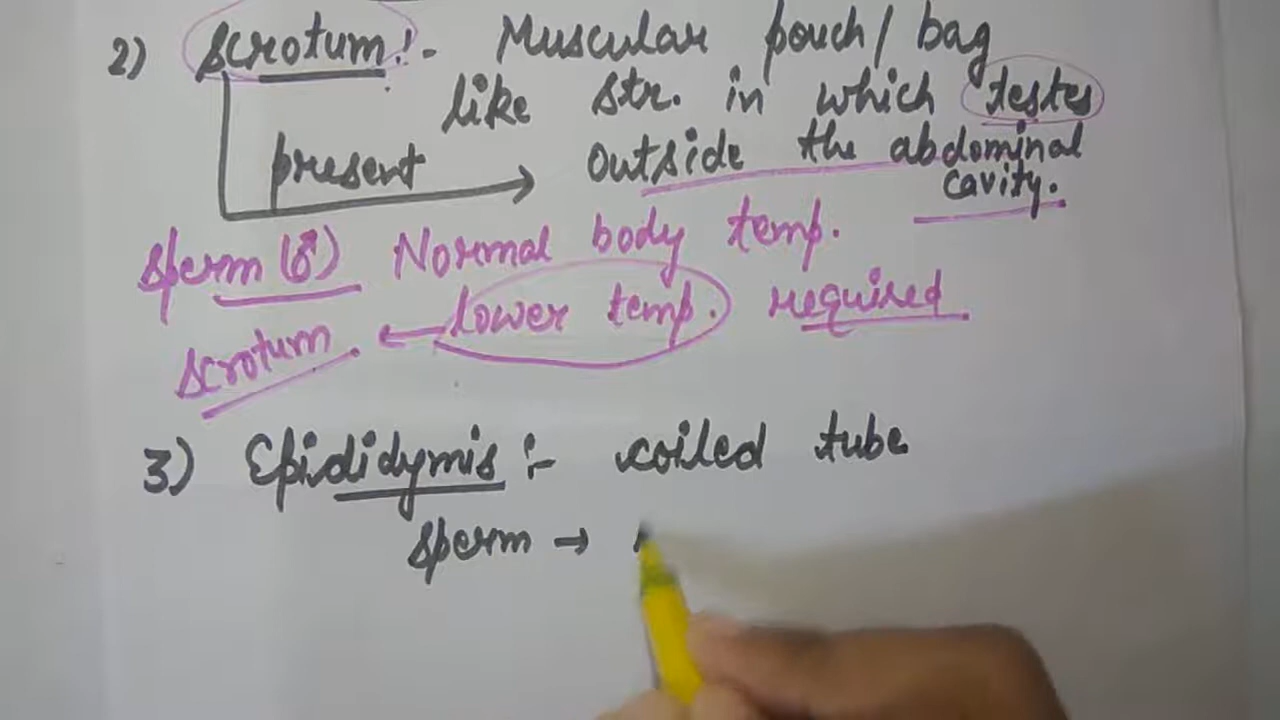 2) Scrotum :- Muscular pouch/bag
like str. in which testes
present → outside the abdominal
cavity.
sperm (♂) Normal body temp.
lower temp. required.
scrotum. ←
3) Epididymis :- coiled tube
sperm →